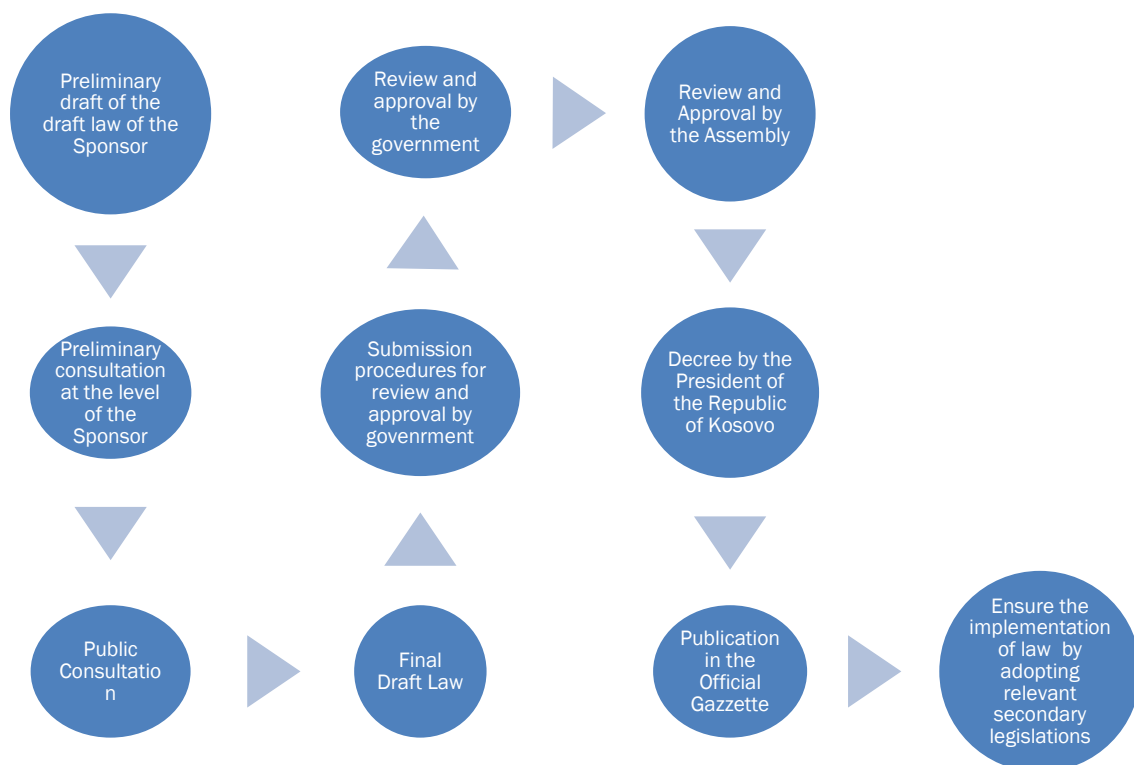 Preliminary
draft of the
draft law of the
Sponsor
Preliminary
consultation
at the level
of the
Sponsor
Public
Consultatio
n
Final
Draft Law
Submission
procedures for
review and
approval by
govenrment
Review and
approval by
the
government
Review and
Approval by
the Assembly
Decree by the
President of
the Republic
of Kosovo
Publication
in the
Official
Gazzette
Ensure the
implementation
of law by
adopting
relevant
secondary
legislations